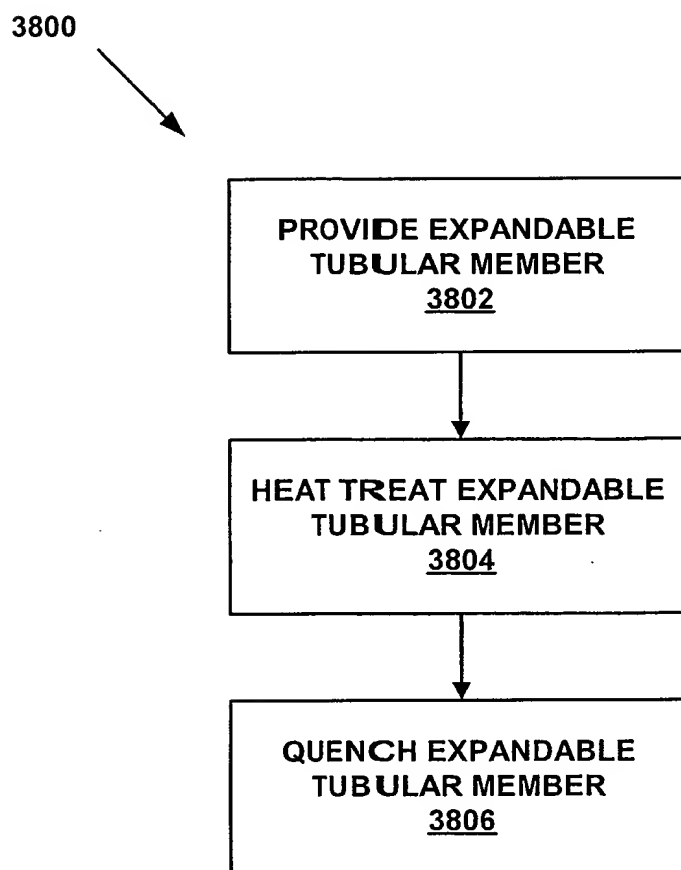 3800
PROVIDE EXPANDABLE
TUBULAR MEMBER
3802
HEAT TREAT EXPANDABLE
TUBULAR MEMBER
3804
QUENCH EXPANDABLE
TUBULAR MEMBER
3806